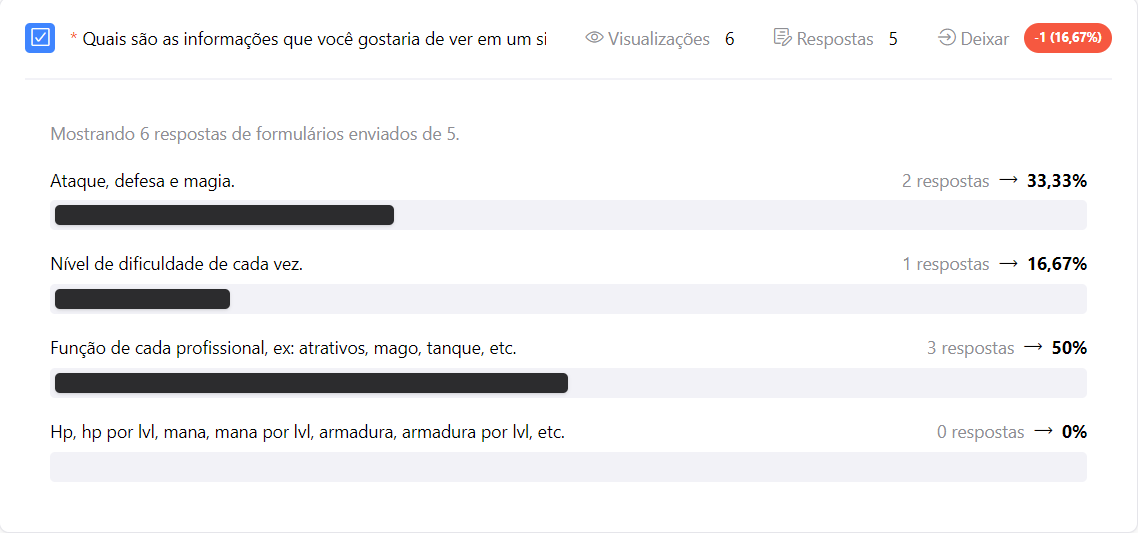 * Quais são as informações que você gostaria de ver em um si Visualizações 6 Respostas 5 Deixar -1 (16,67%)
Mostrando 6 respostas de formulários enviados de 5.
Ataque, defesa e magia. 2 respostas → 33,33%
Nível de dificuldade de cada vez. 1 respostas → 16,67%
Função de cada profissional, ex: atrativos, mago, tanque, etc. 3 respostas → 50%
Hp, hp por lvl, mana, mana por lvl, armadura, armadura por lvl, etc. 0 respostas → 0%